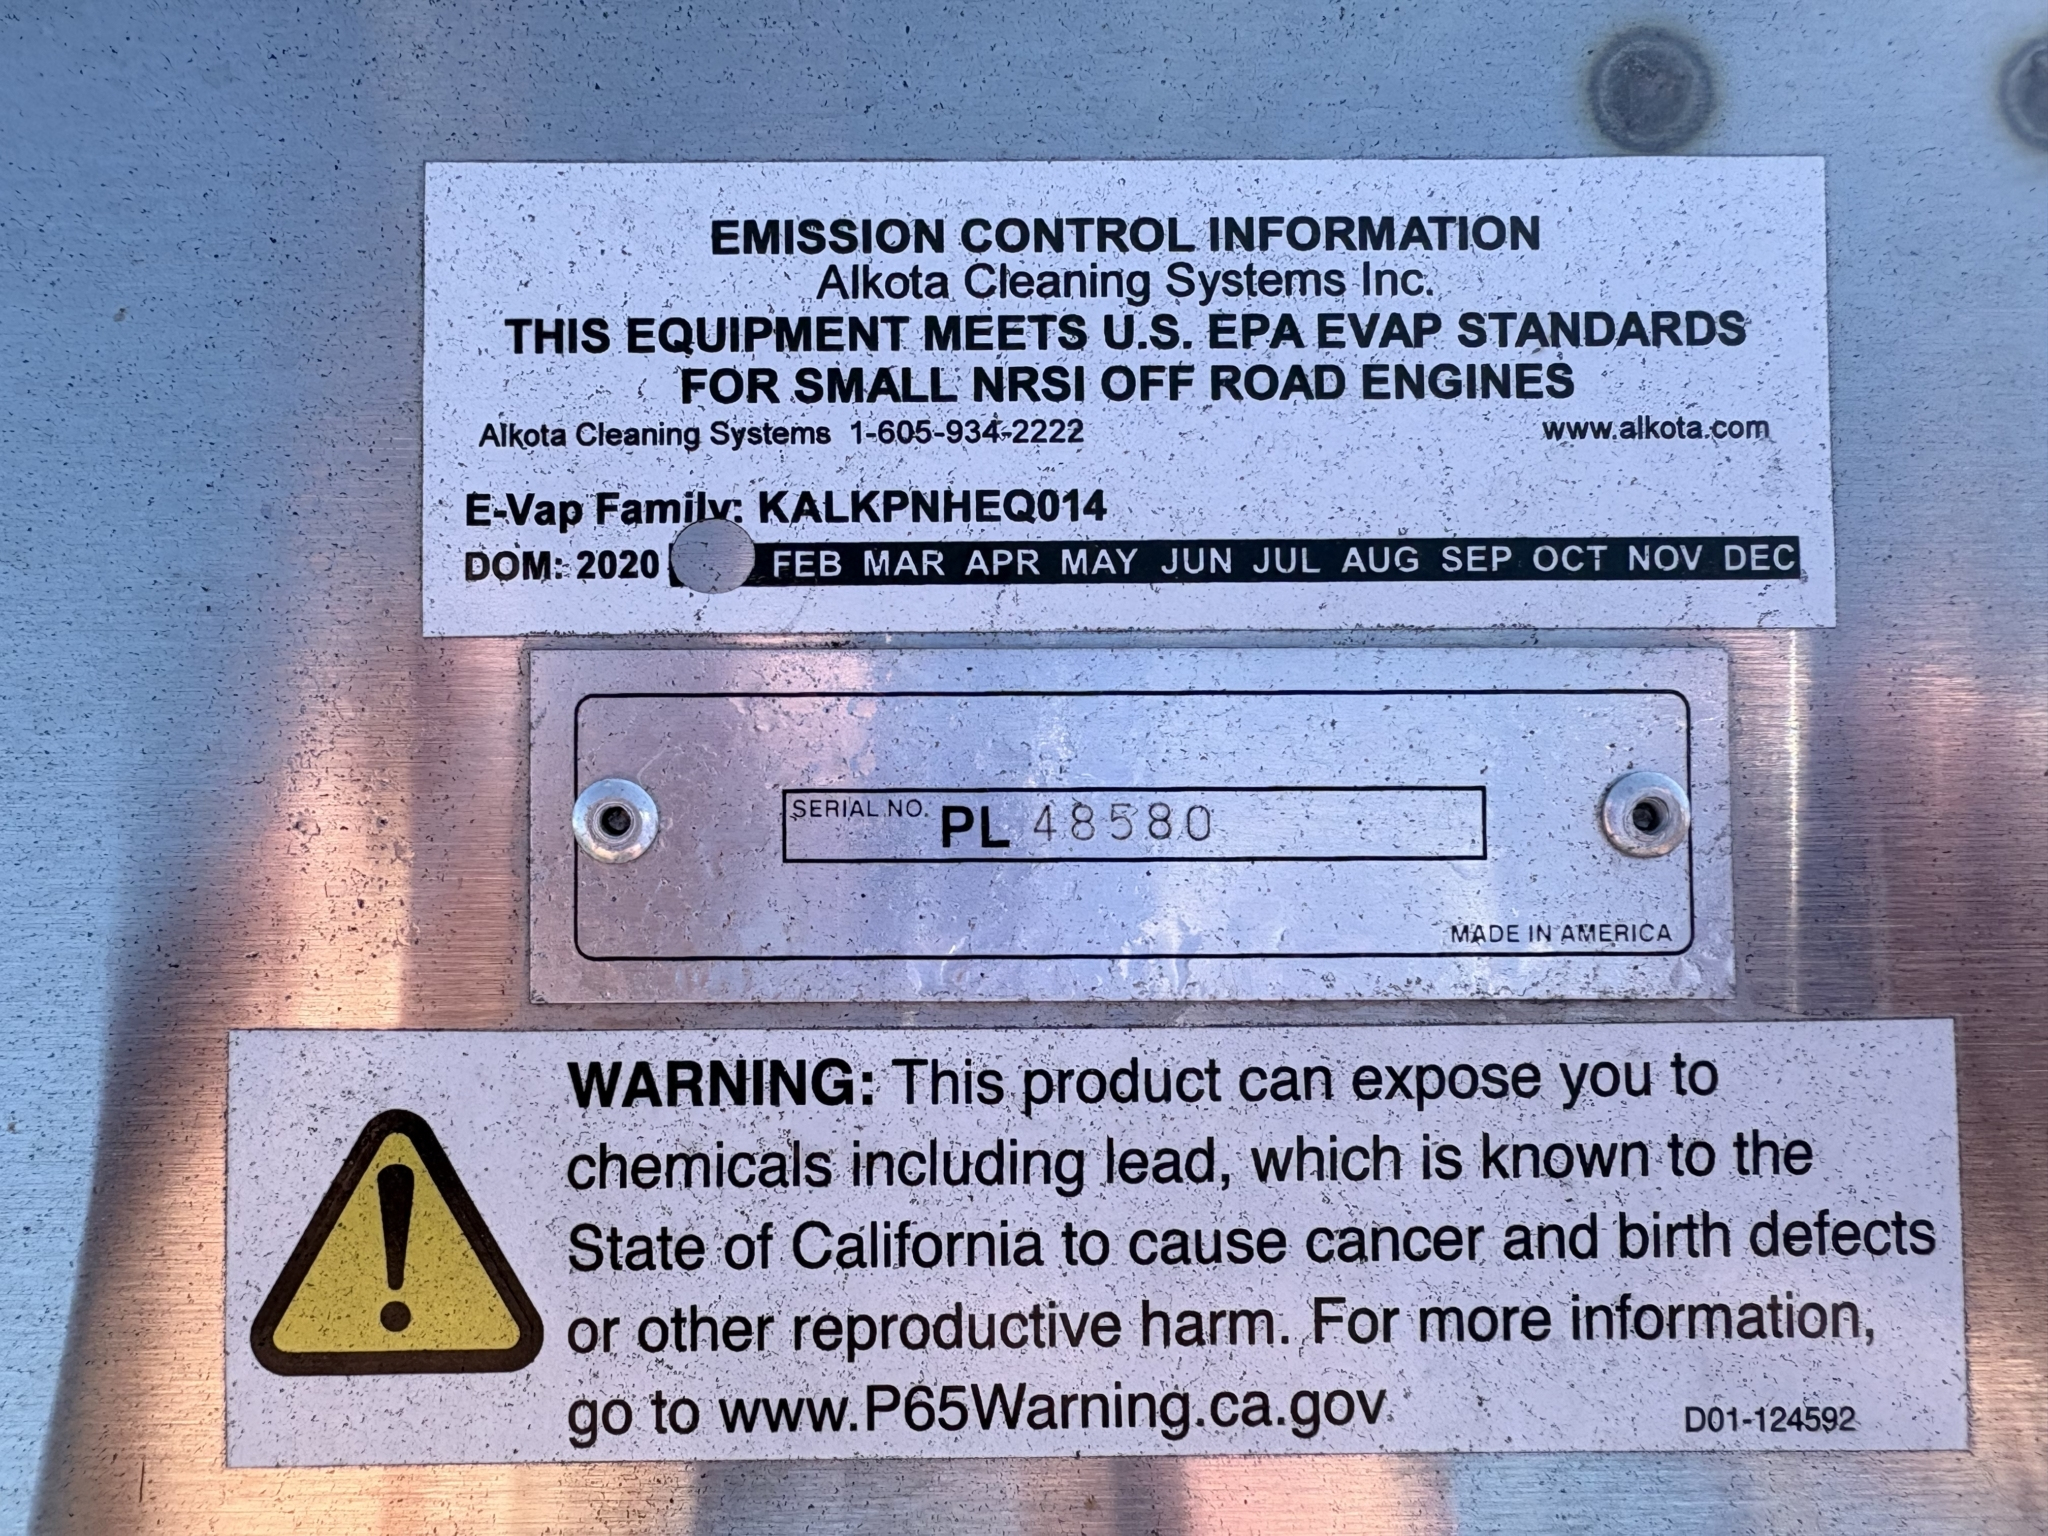 EMISSION CONTROL INFORMATION
Alkota Cleaning Systems Inc.
THIS EQUIPMENT MEETS U.S. EPA EVAP STANDARDS
FOR SMALL NRSI OFF ROAD ENGINES
Alkota Cleaning Systems 1-605-934-2222 www.alkota.com
E-Vap Family: KALKPNHEQ014
DOM: 2020 FEB MAR APR MAY JUN JUL AUG SEP OCT NOV DEC
SERIAL NO. PL 48580
MADE IN AMERICA
WARNING: This product can expose you to
chemicals including lead, which is known to the
State of California to cause cancer and birth defects
or other reproductive harm. For more information,
go to www.P65Warning.ca.gov
D01-124592